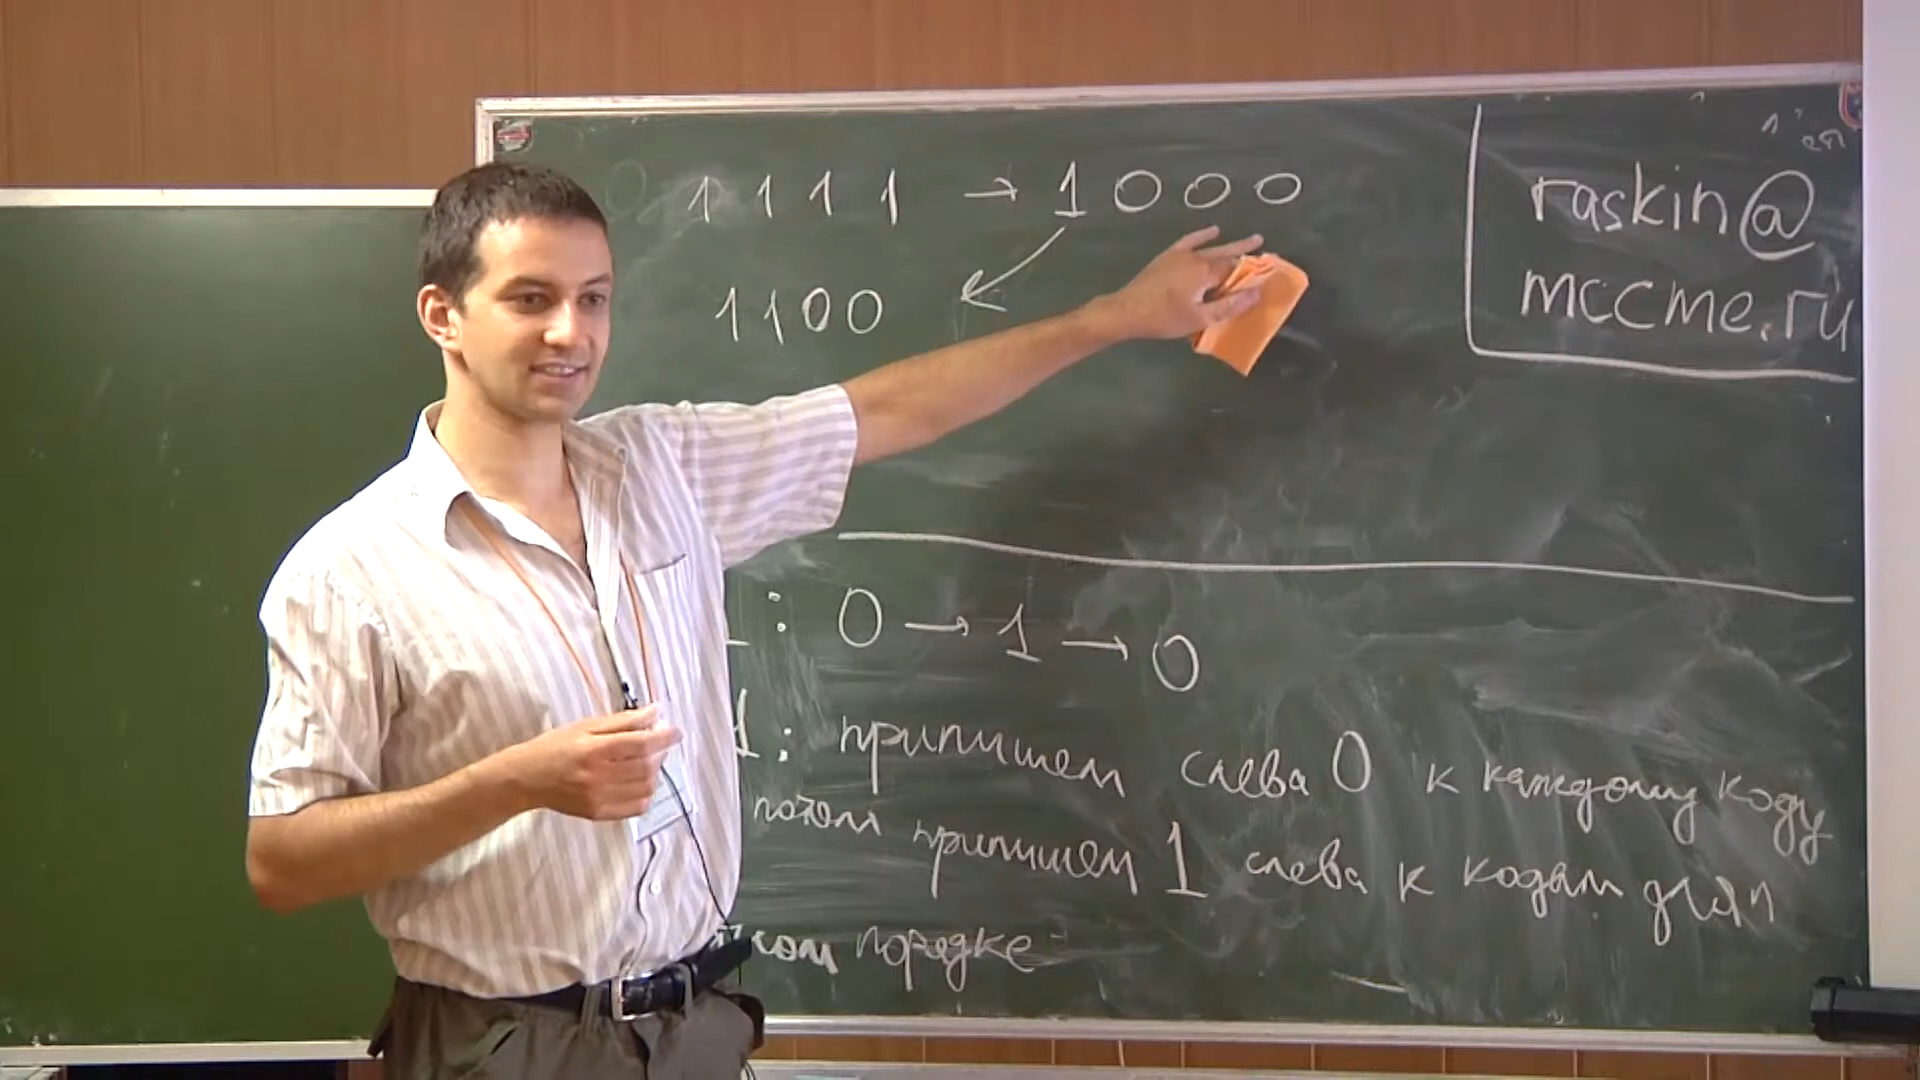 1111 → 1000
1100
raskin@
mccme.ru
: 0 → 1 → 0
1: припишем слева 0 к каждому коду
потом припишем 1 слева к кодам для
порядке